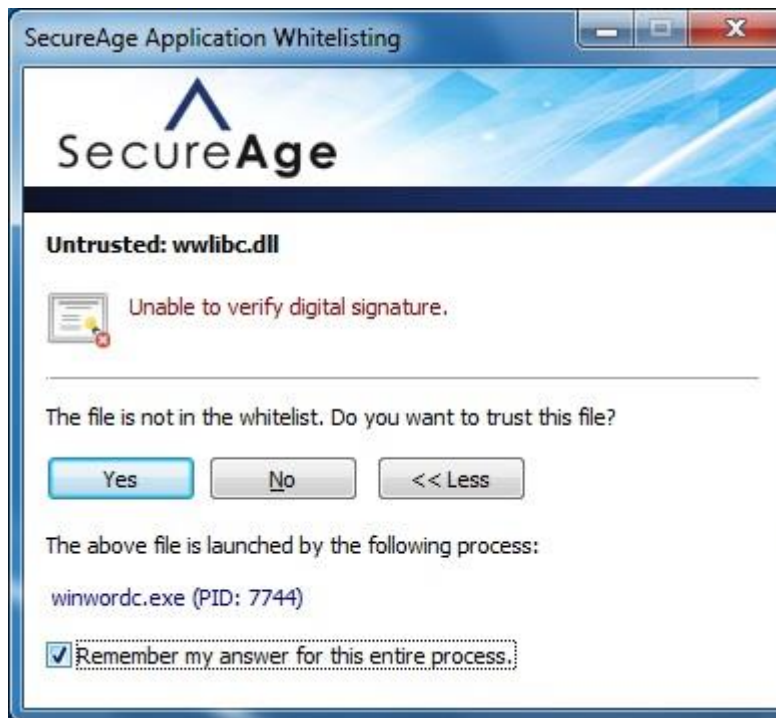 SecureAge Application Whitelisting
SecureAge
Untrusted: wwlibc.dll
Unable to verify digital signature.
The file is not in the whitelist. Do you want to trust this file?
Yes No << Less
The above file is launched by the following process:
winwordc.exe (PID: 7744)
Remember my answer for this entire process.